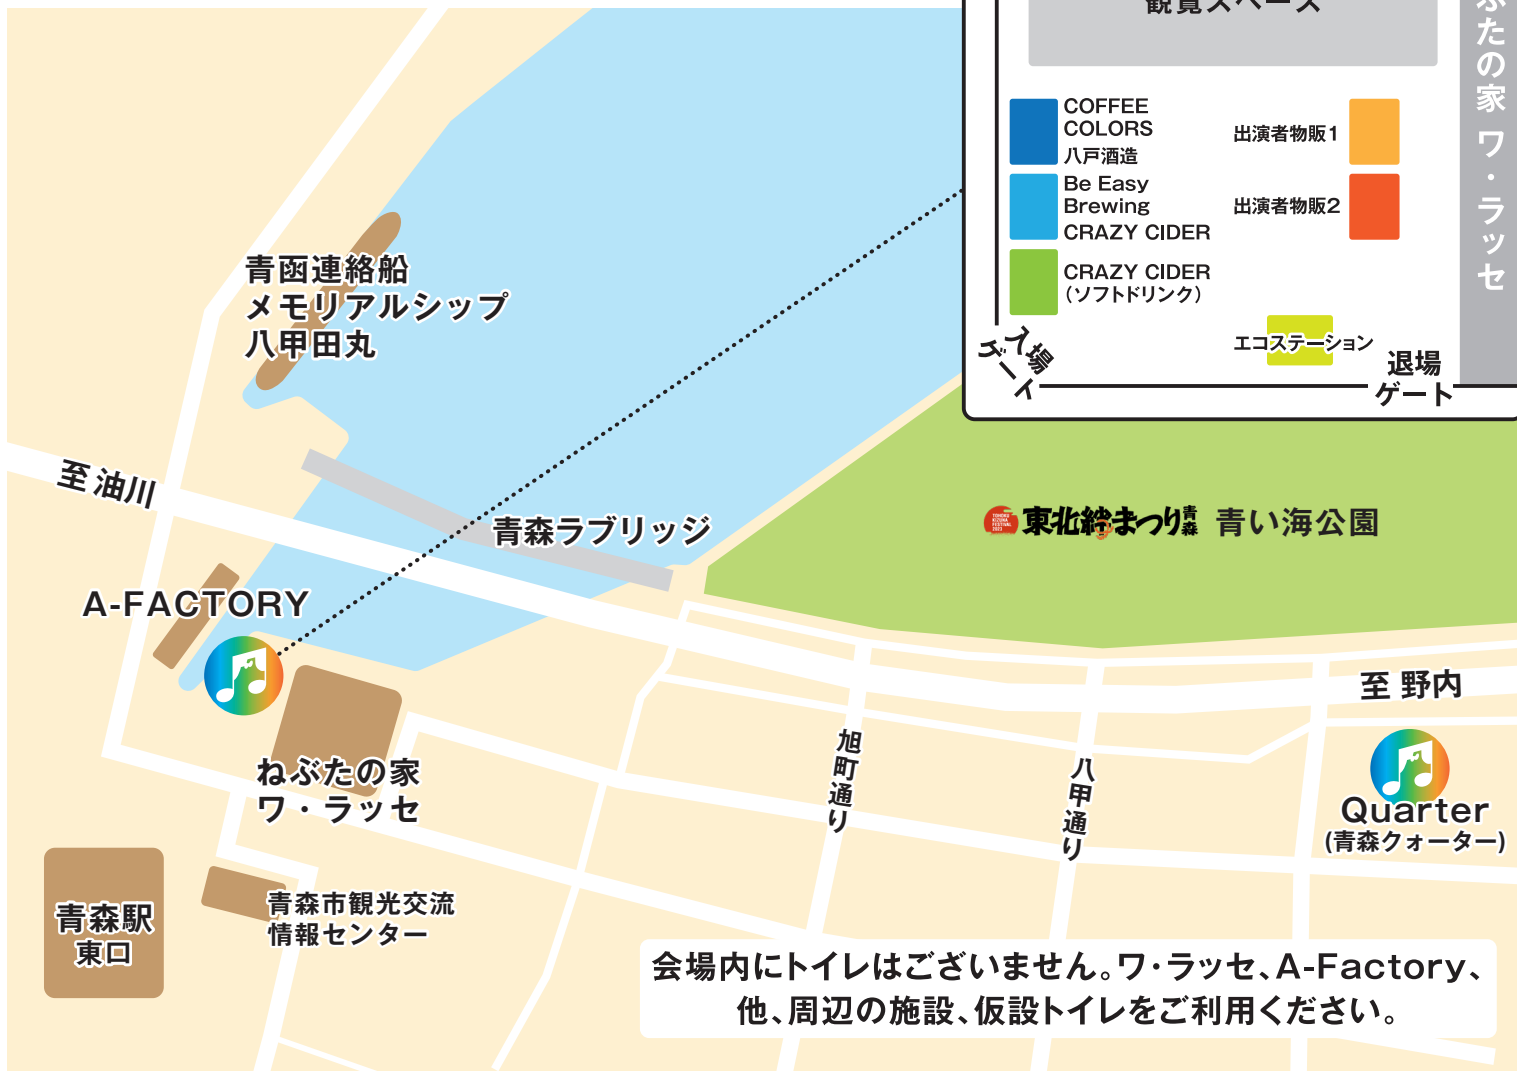 観覧スペース
ぶたの家 ワ・ラッセ
COFFEE
COLORS
八戸酒造
出演者物販1
Be Easy
Brewing
CRAZY CIDER
出演者物販2
CRAZY CIDER
(ソフトドリンク)
エコステーション
入場
ゲート
退場
ゲート
青函連絡船
メモリアルシップ
八甲田丸
至 油川
青森ラブリッジ
TOHOKU
KIZUNA
FESTIVAL
2023
東北絆まつり青森
青い海公園
A-FACTORY
至 野内
ねぶたの家
ワ・ラッセ
旭町通り
八甲通り
Quarter
(青森クォーター)
青森駅
東口
青森市観光交流
情報センター
会場内にトイレはございません。ワ・ラッセ、A-Factory、
他、周辺の施設、仮設トイレをご利用ください。